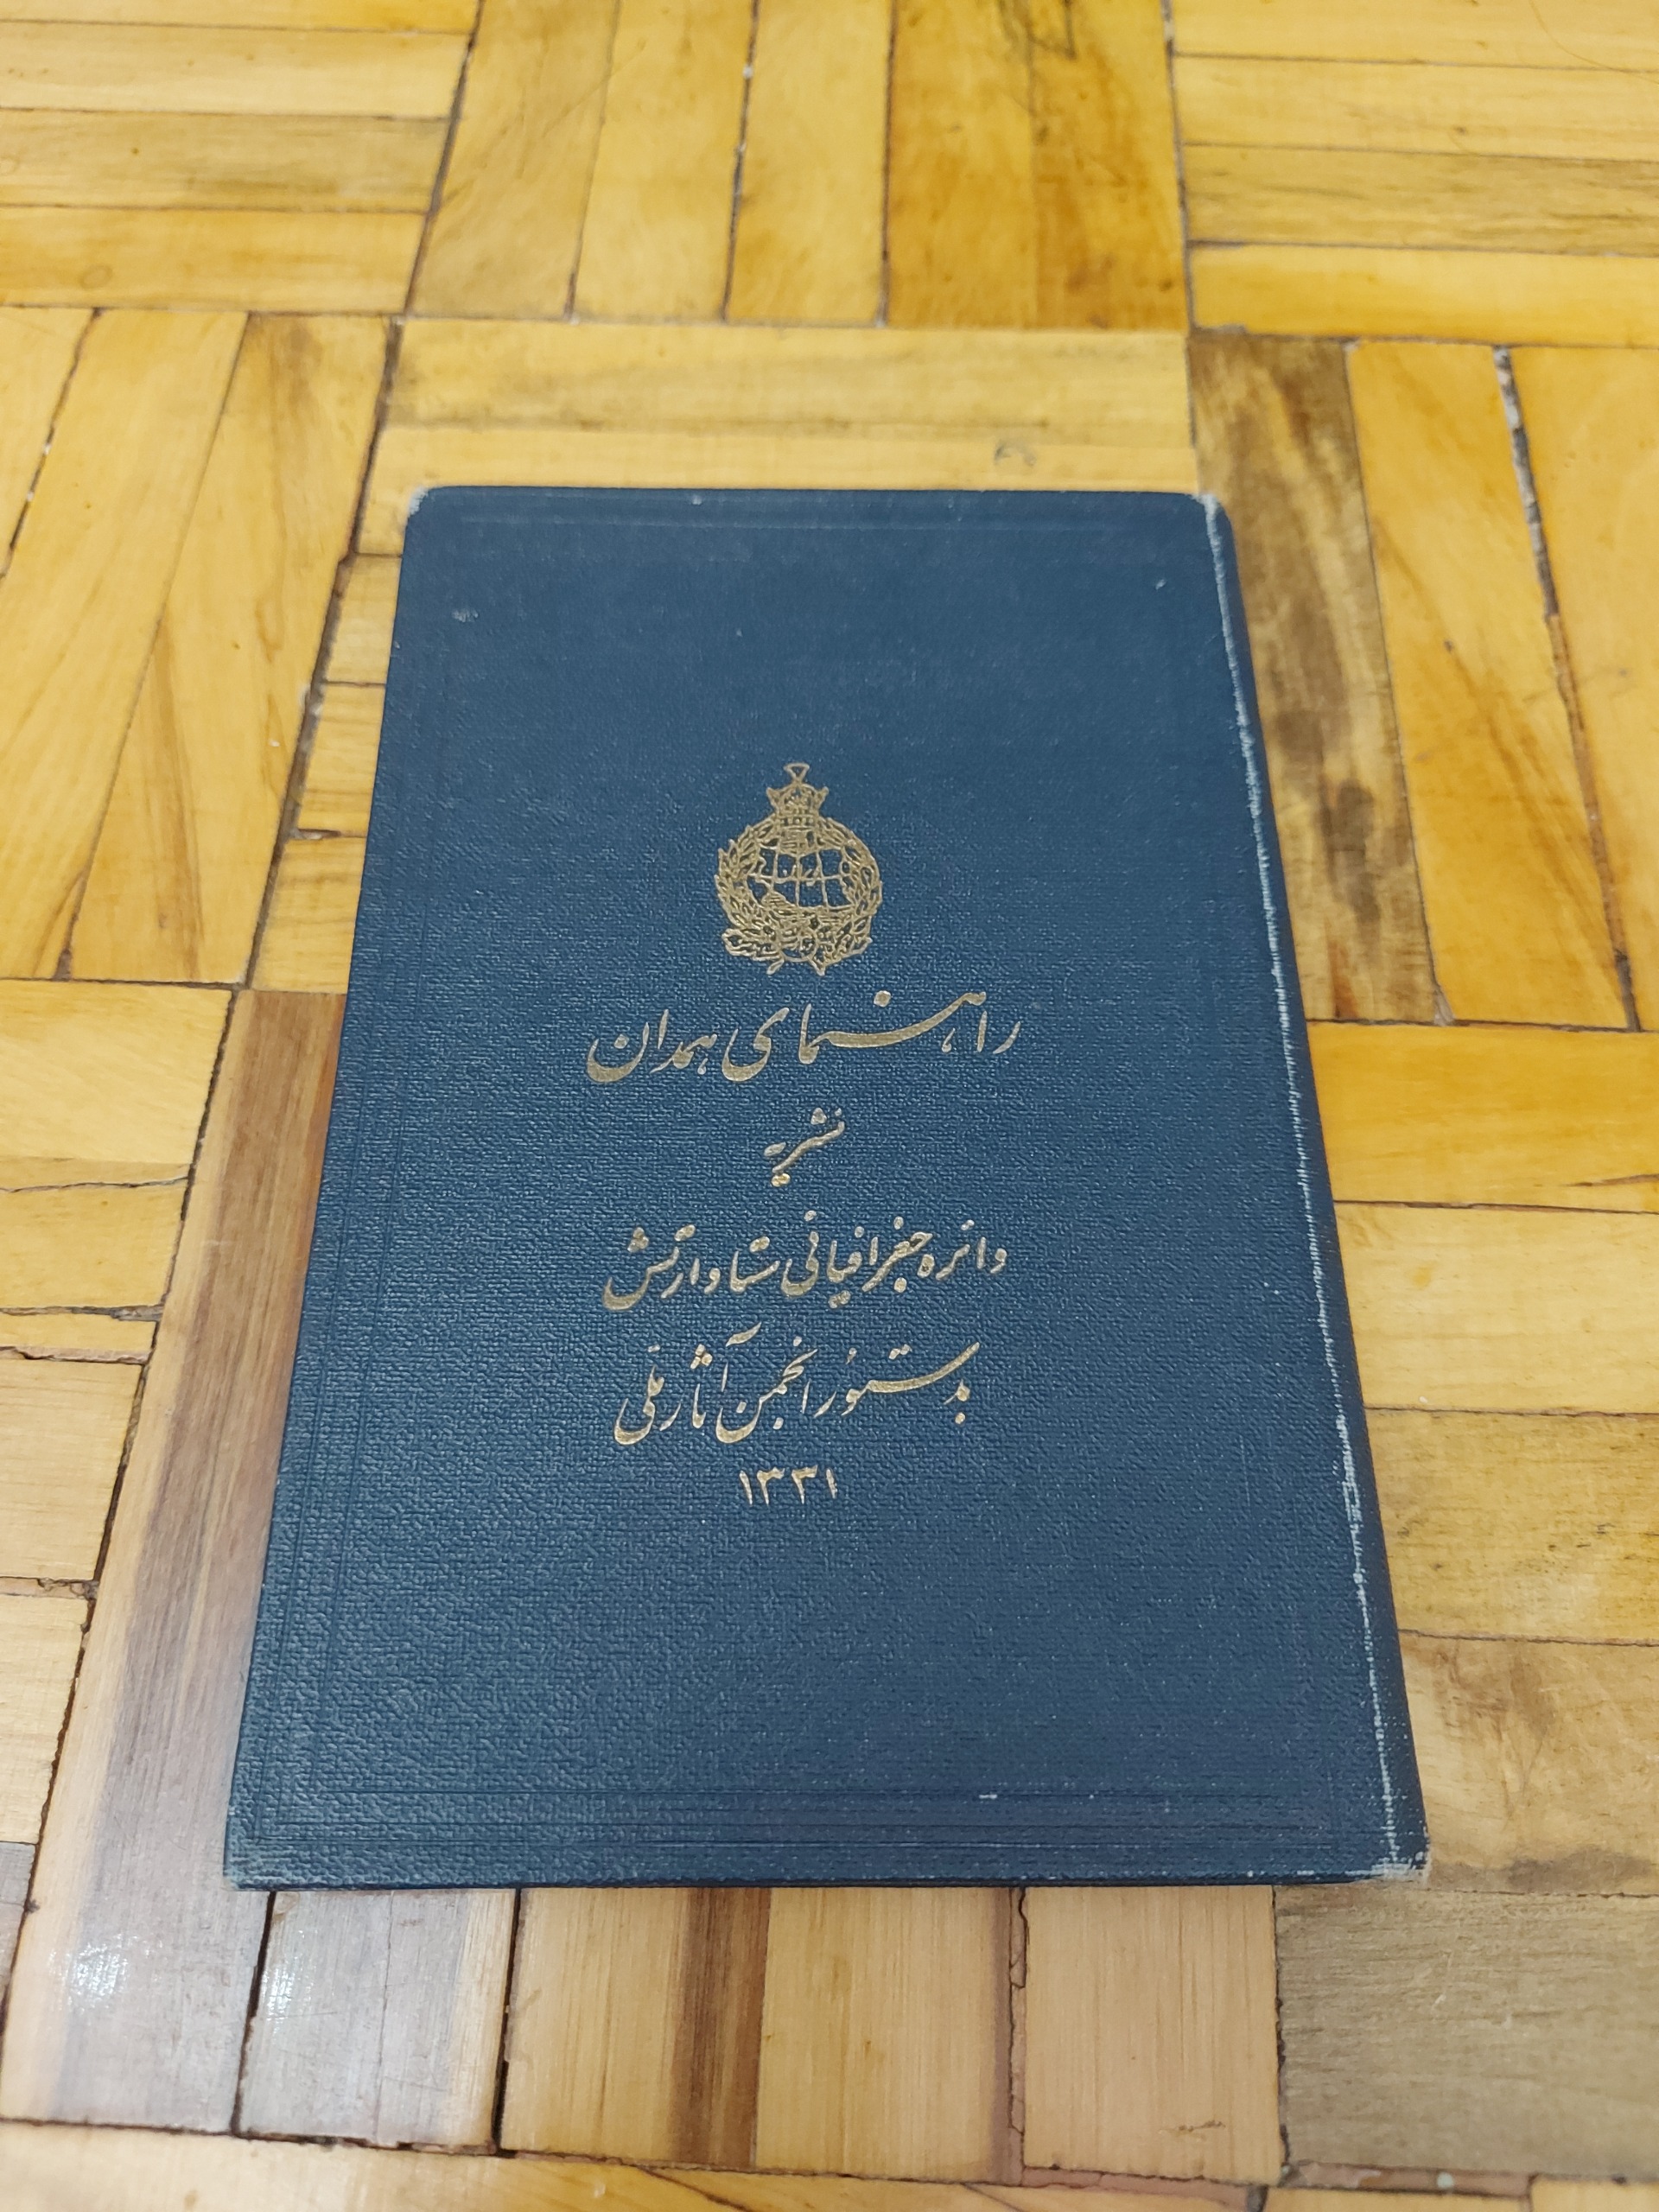 راهنمای همدان
نشریه
دائره جغرافیائی ستاد ارتش
بدستور انجمن آثار ملی
۱۳۳۱